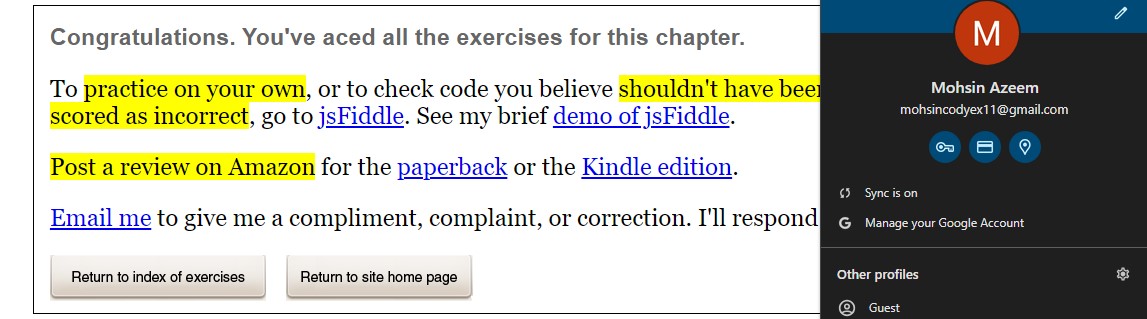 Congratulations. You've aced all the exercises for this chapter.
To practice on your own, or to check code you believe shouldn't have been
scored as incorrect, go to jsFiddle. See my brief demo of jsFiddle.
Post a review on Amazon for the paperback or the Kindle edition.
Email me to give me a compliment, complaint, or correction. I'll respond
Return to index of exercises
Return to site home page
M
Mohsin Azeem
mohsincodyex11@gmail.com
Sync is on
G
Manage your Google Account
Other profiles
Guest